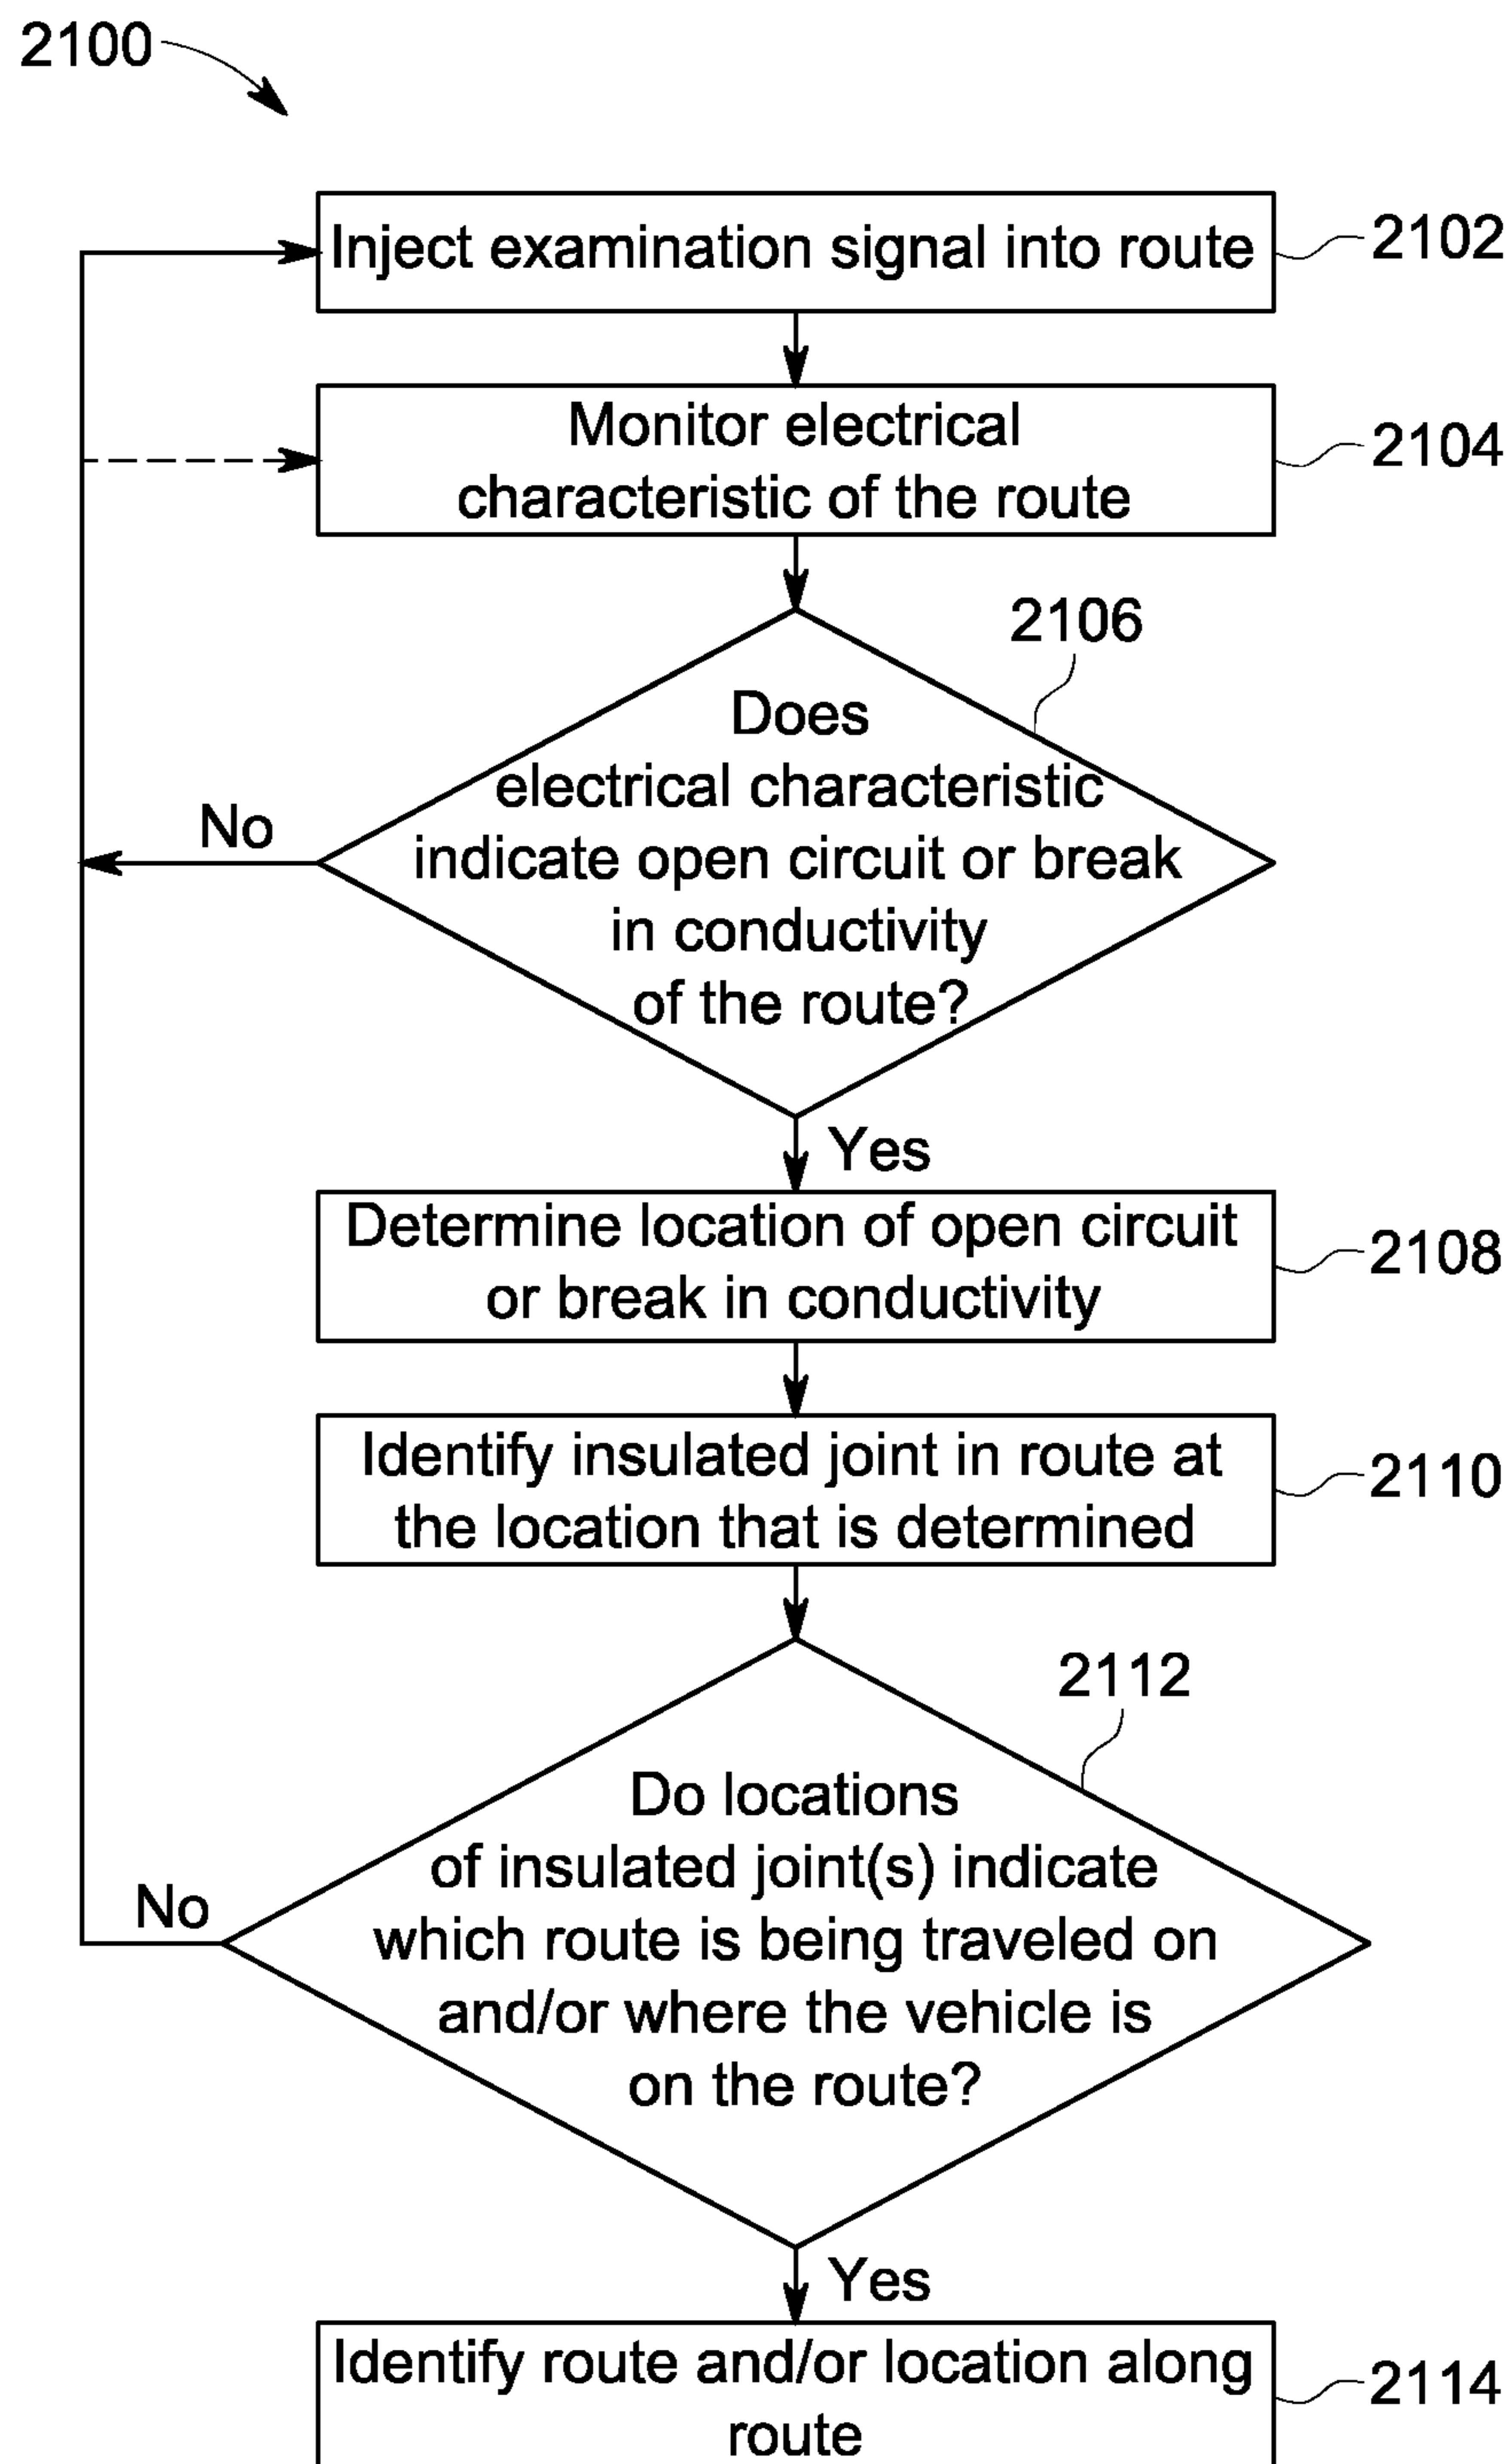 2100
Inject examination signal into route
2102
Monitor electrical
characteristic of the route
2104
2106
Does
electrical characteristic
indicate open circuit or break
in conductivity
of the route?
No
Yes
Determine location of open circuit
or break in conductivity
2108
Identify insulated joint in route at
the location that is determined
2110
2112
Do locations
of insulated joint(s) indicate
which route is being traveled on
and/or where the vehicle is
on the route?
No
Yes
Identify route and/or location along
route
2114